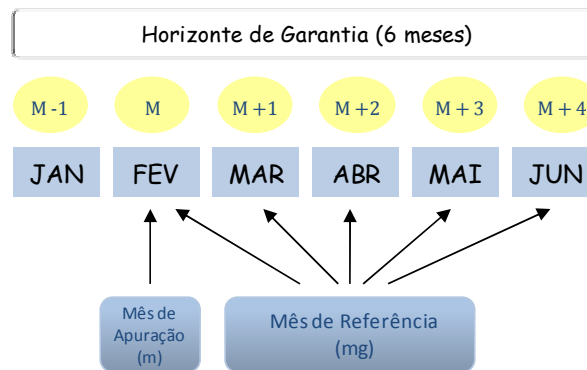 Horizonte de Garantia (6 meses)
M -1 M M +1 M+2 M + 3 M + 4
JAN FEV MAR ABR MAI JUN
Mês de
Apuração
(m)
Mês de Referência
(mg)